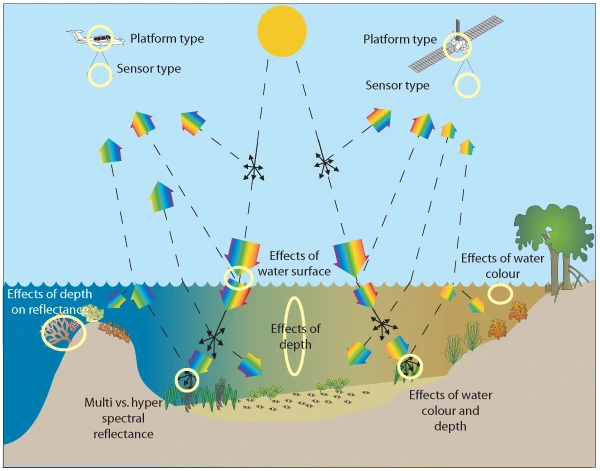 Platform type
Sensor type
Platform type
Sensor type
Effects of
water surface
Effects of water
colour
Effects of depth
on reflectance
Effects of
depth
Multi vs. hyper
spectral
reflectance
Effects of water
colour and
depth